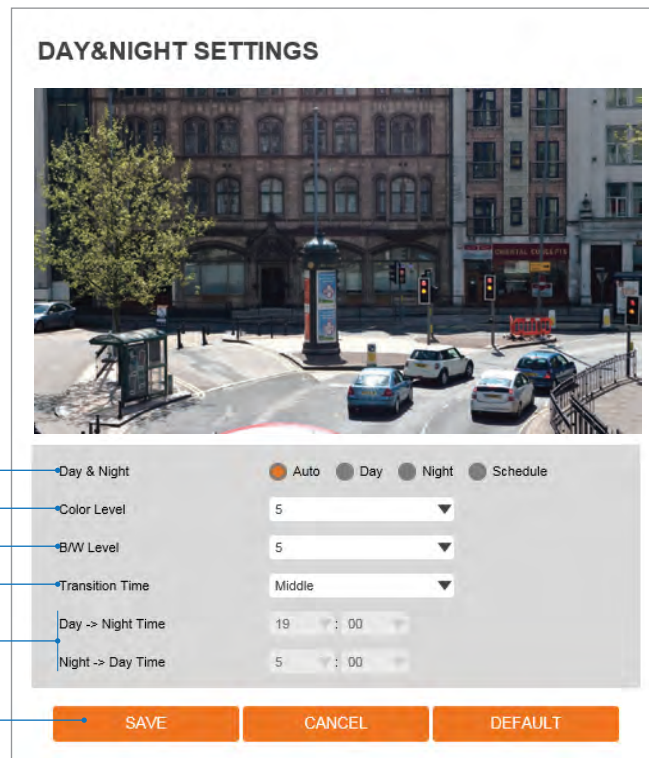 DAY&NIGHT SETTINGS
Day & Night Auto Day Night Schedule
Color Level 5
B/W Level 5
Transition Time Middle
Day -> Night Time 19 : 00
Night -> Day Time 5 : 00
SAVE CANCEL DEFAULT